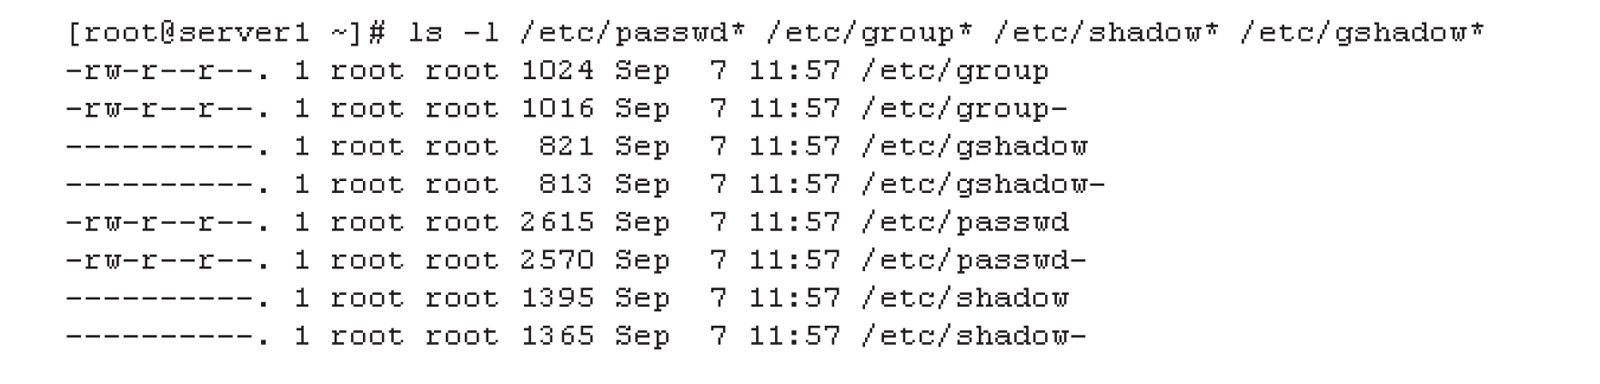 [root@server1 ~]# ls -l /etc/passwd* /etc/group* /etc/shadow* /etc/gshadow*
-rw-r--r--. 1 root root 1024 Sep  7 11:57 /etc/group
-rw-r--r--. 1 root root 1016 Sep  7 11:57 /etc/group-
----------. 1 root root  821 Sep  7 11:57 /etc/gshadow
----------. 1 root root  813 Sep  7 11:57 /etc/gshadow-
-rw-r--r--. 1 root root 2615 Sep  7 11:57 /etc/passwd
-rw-r--r--. 1 root root 2570 Sep  7 11:57 /etc/passwd-
----------. 1 root root 1395 Sep  7 11:57 /etc/shadow
----------. 1 root root 1365 Sep  7 11:57 /etc/shadow-